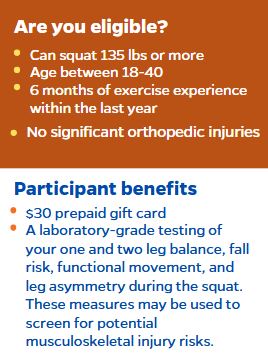 Are you eligible?
• Can squat 135 lbs or more
• Age between 18-40
• 6 months of exercise experience
within the last year
• No significant orthopedic injuries
Participant benefits
• $30 prepaid gift card
• A laboratory-grade testing of
your one and two leg balance, fall
risk, functional movement, and
leg asymmetry during the squat.
These measures may be used to
screen for potential
musculoskeletal injury risks.